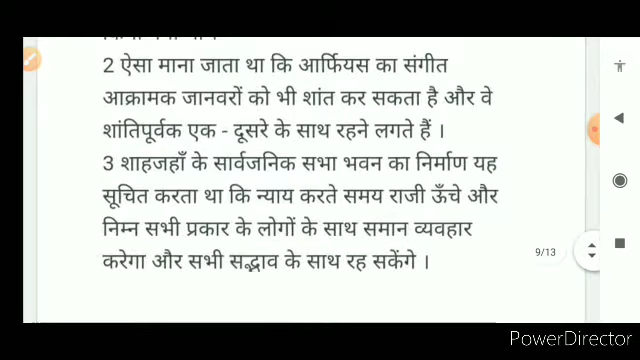 2 ऐसा माना जाता था कि आर्फियस का संगीत
आक्रामक जानवरों को भी शांत कर सकता है और वे
शांतिपूर्वक एक - दूसरे के साथ रहने लगते हैं ।
3 शाहजहाँ के सार्वजनिक सभा भवन का निर्माण यह
सूचित करता था कि न्याय करते समय राजी ऊँचे और
निम्न सभी प्रकार के लोगों के साथ समान व्यवहार
करेगा और सभी सद्भाव के साथ रह सकेंगे ।
9/13
PowerDirector